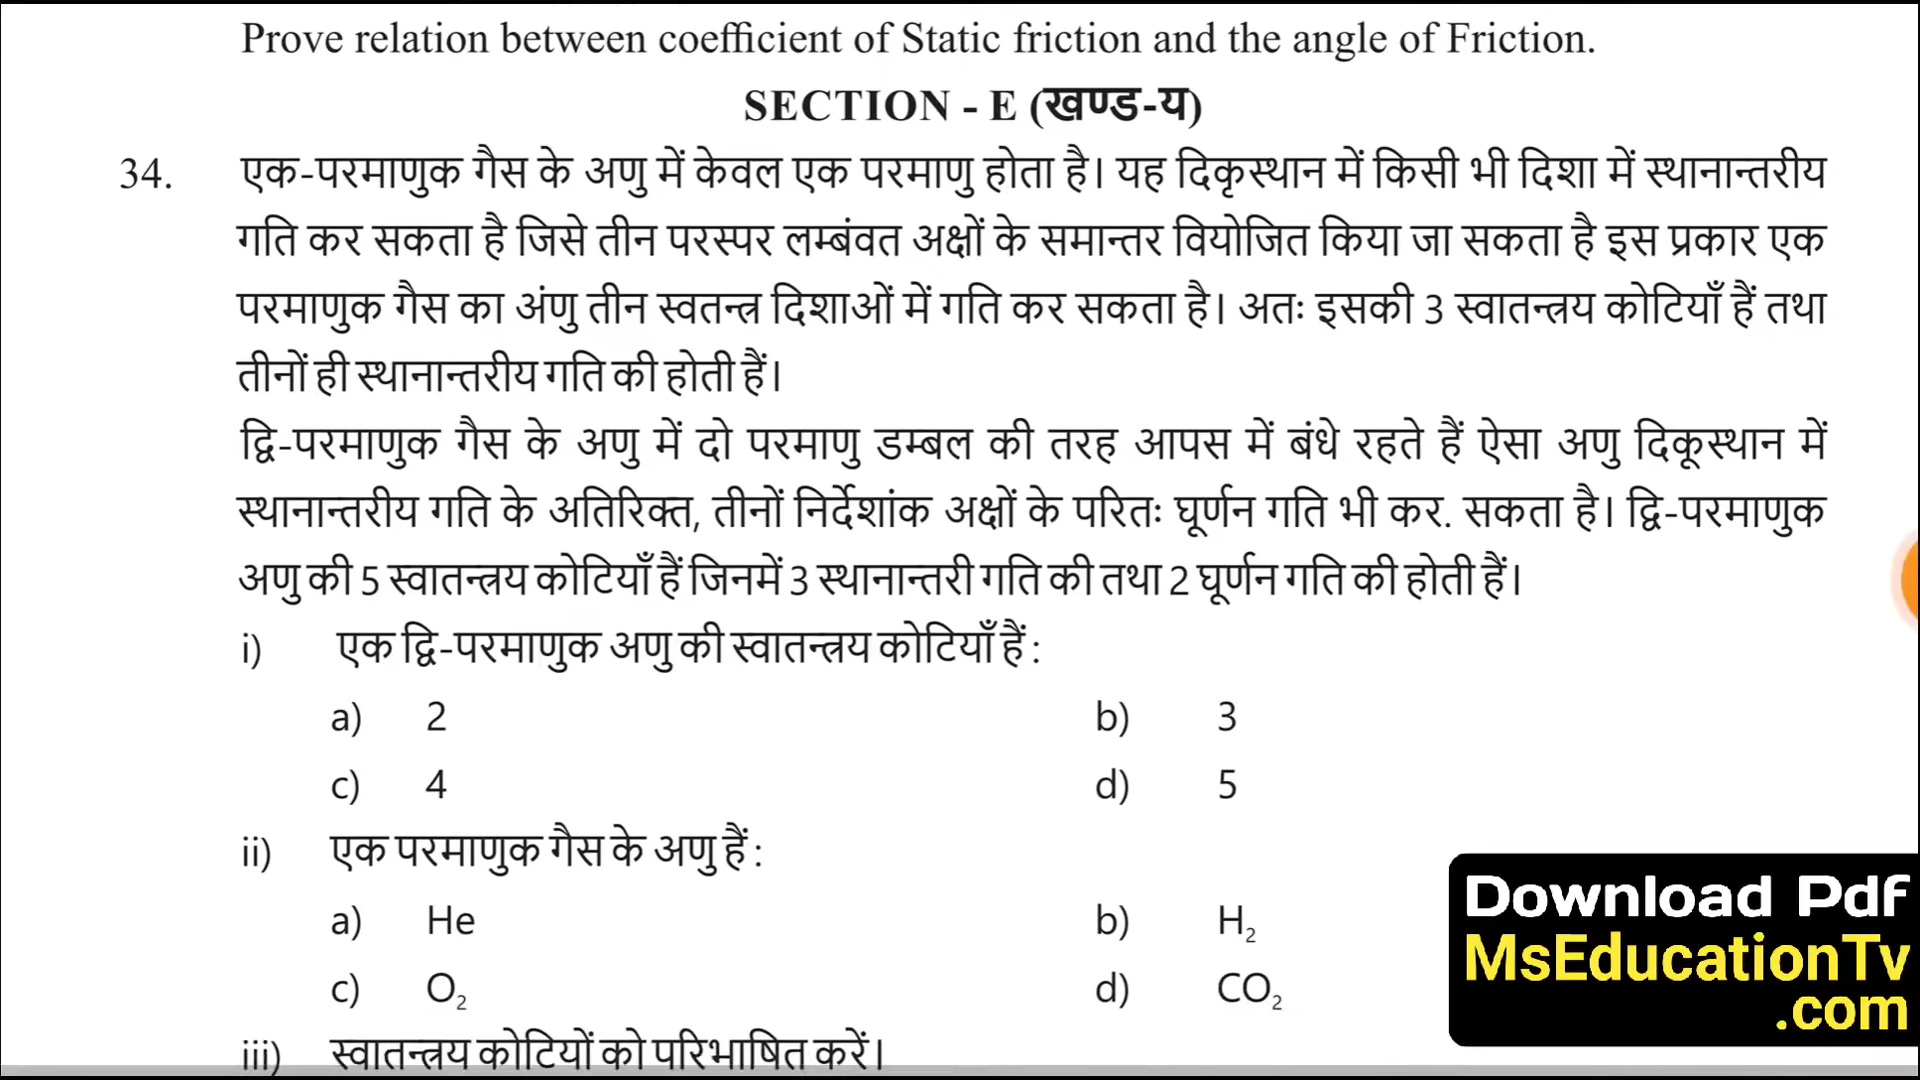 Prove relation between coefficient of Static friction and the angle of Friction.
SECTION - E (खण्ड-य)
34. एक-परमाणुक गैस के अणु में केवल एक परमाणु होता है। यह दिकृस्थान में किसी भी दिशा में स्थानान्तरीय
गति कर सकता है जिसे तीन परस्पर लम्बंवत अक्षों के समान्तर वियोजित किया जा सकता है इस प्रकार एक
परमाणुक गैस का अंणु तीन स्वतन्त्र दिशाओं में गति कर सकता है। अतः इसकी 3 स्वातन्त्रय कोटियाँ हैं तथा
तीनों ही स्थानान्तरीय गति की होती हैं।
द्वि-परमाणुक गैस के अणु में दो परमाणु डम्बल की तरह आपस में बंधे रहते हैं ऐसा अणु दिकूस्थान में
स्थानान्तरीय गति के अतिरिक्त, तीनों निर्देशांक अक्षों के परितः घूर्णन गति भी कर. सकता है। द्वि-परमाणुक
अणु की 5 स्वातन्त्रय कोटियाँ हैं जिनमें 3 स्थानान्तरी गति की तथा 2 घूर्णन गति की होती हैं।
i) एक द्वि-परमाणुक अणु की स्वातन्त्रय कोटियाँ हैं :
a) 2 b) 3
c) 4 d) 5
ii) एक परमाणुक गैस के अणु हैं :
a) He b) H₂
c) O₂ d) CO₂
iii) स्वातन्त्रय कोटियों को परिभाषित करें।
Download Pdf
MsEducationTv
.com